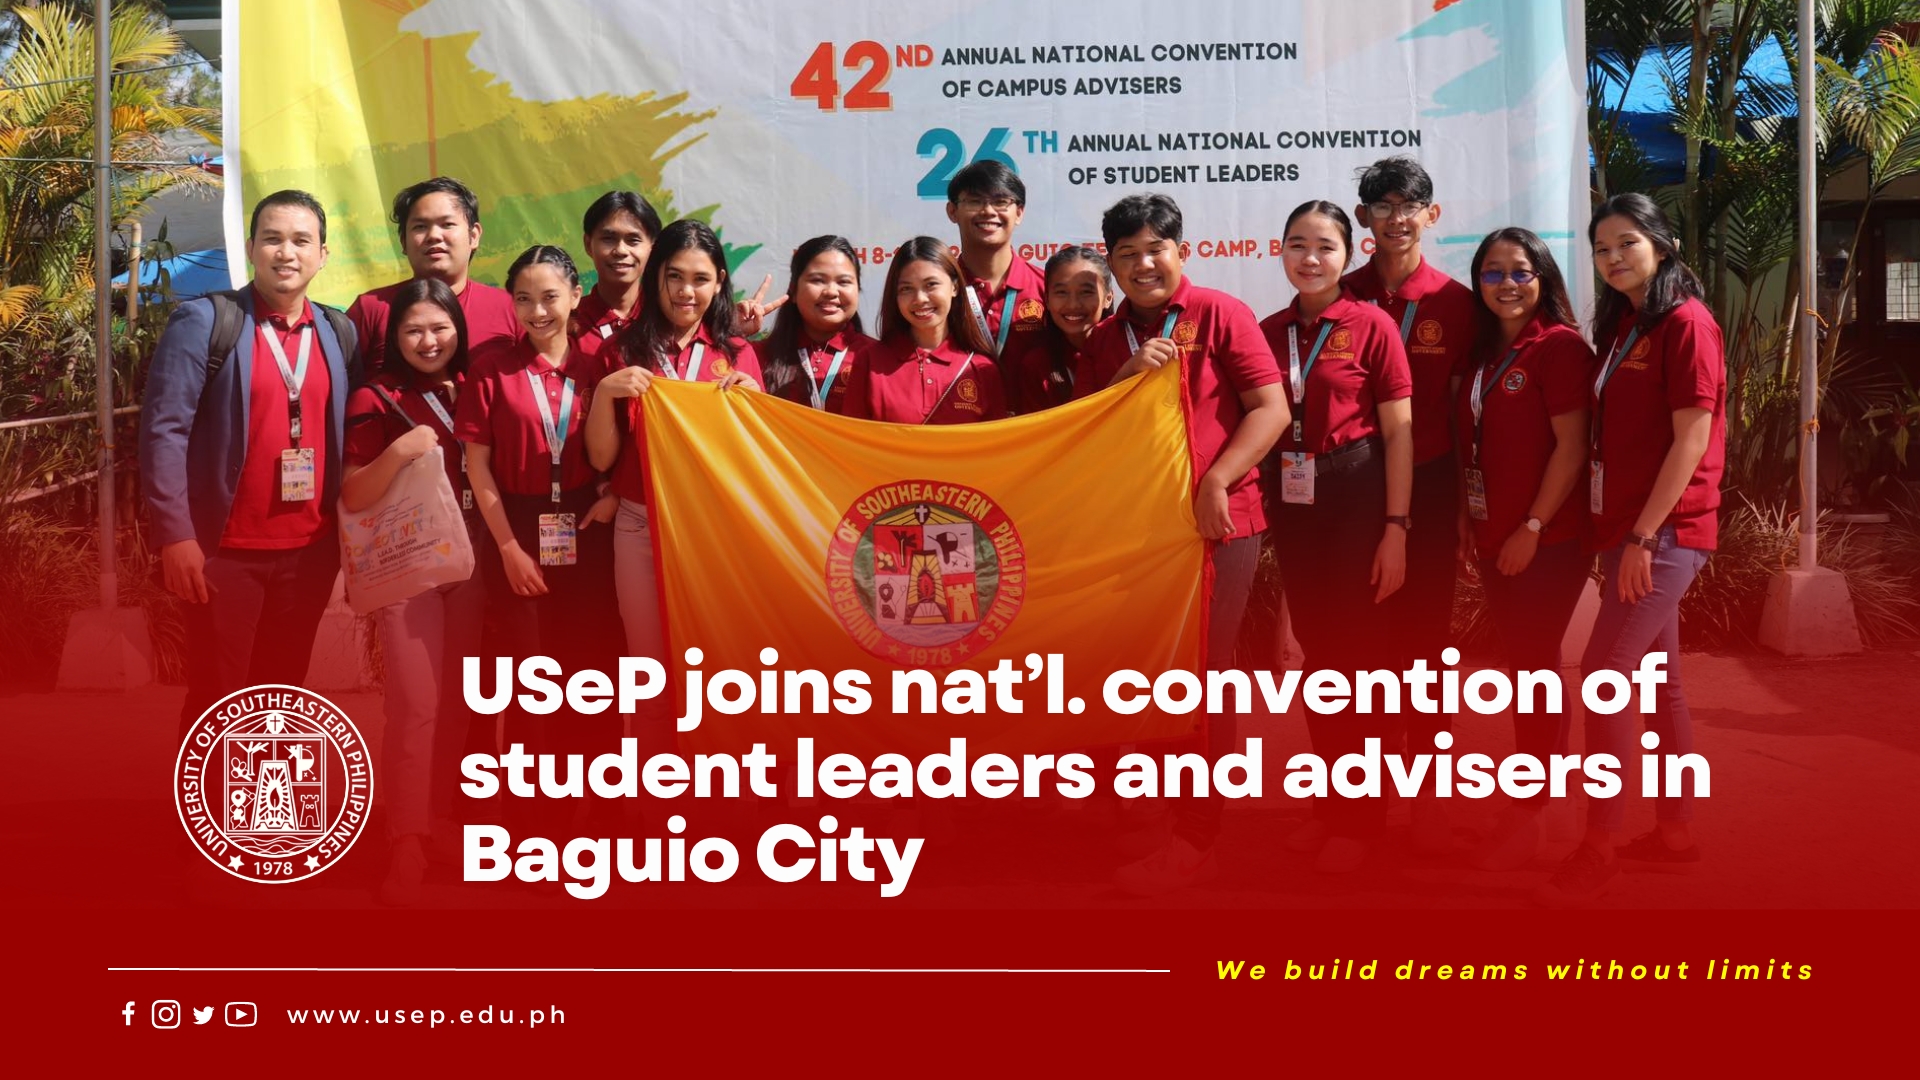 42ND ANNUAL NATIONAL CONVENTION
OF CAMPUS ADVISERS
26TH ANNUAL NATIONAL CONVENTION
OF STUDENT LEADERS
CAMP,
UNIVERSITY OF SOUTHEASTERN PHILIPPINES
1978
USeP joins nat’l. convention of
student leaders and advisers in
Baguio City
UNIVERSITY OF SOUTHEASTERN PHILIPPINES
1978
We build dreams without limits
www.usep.edu.ph